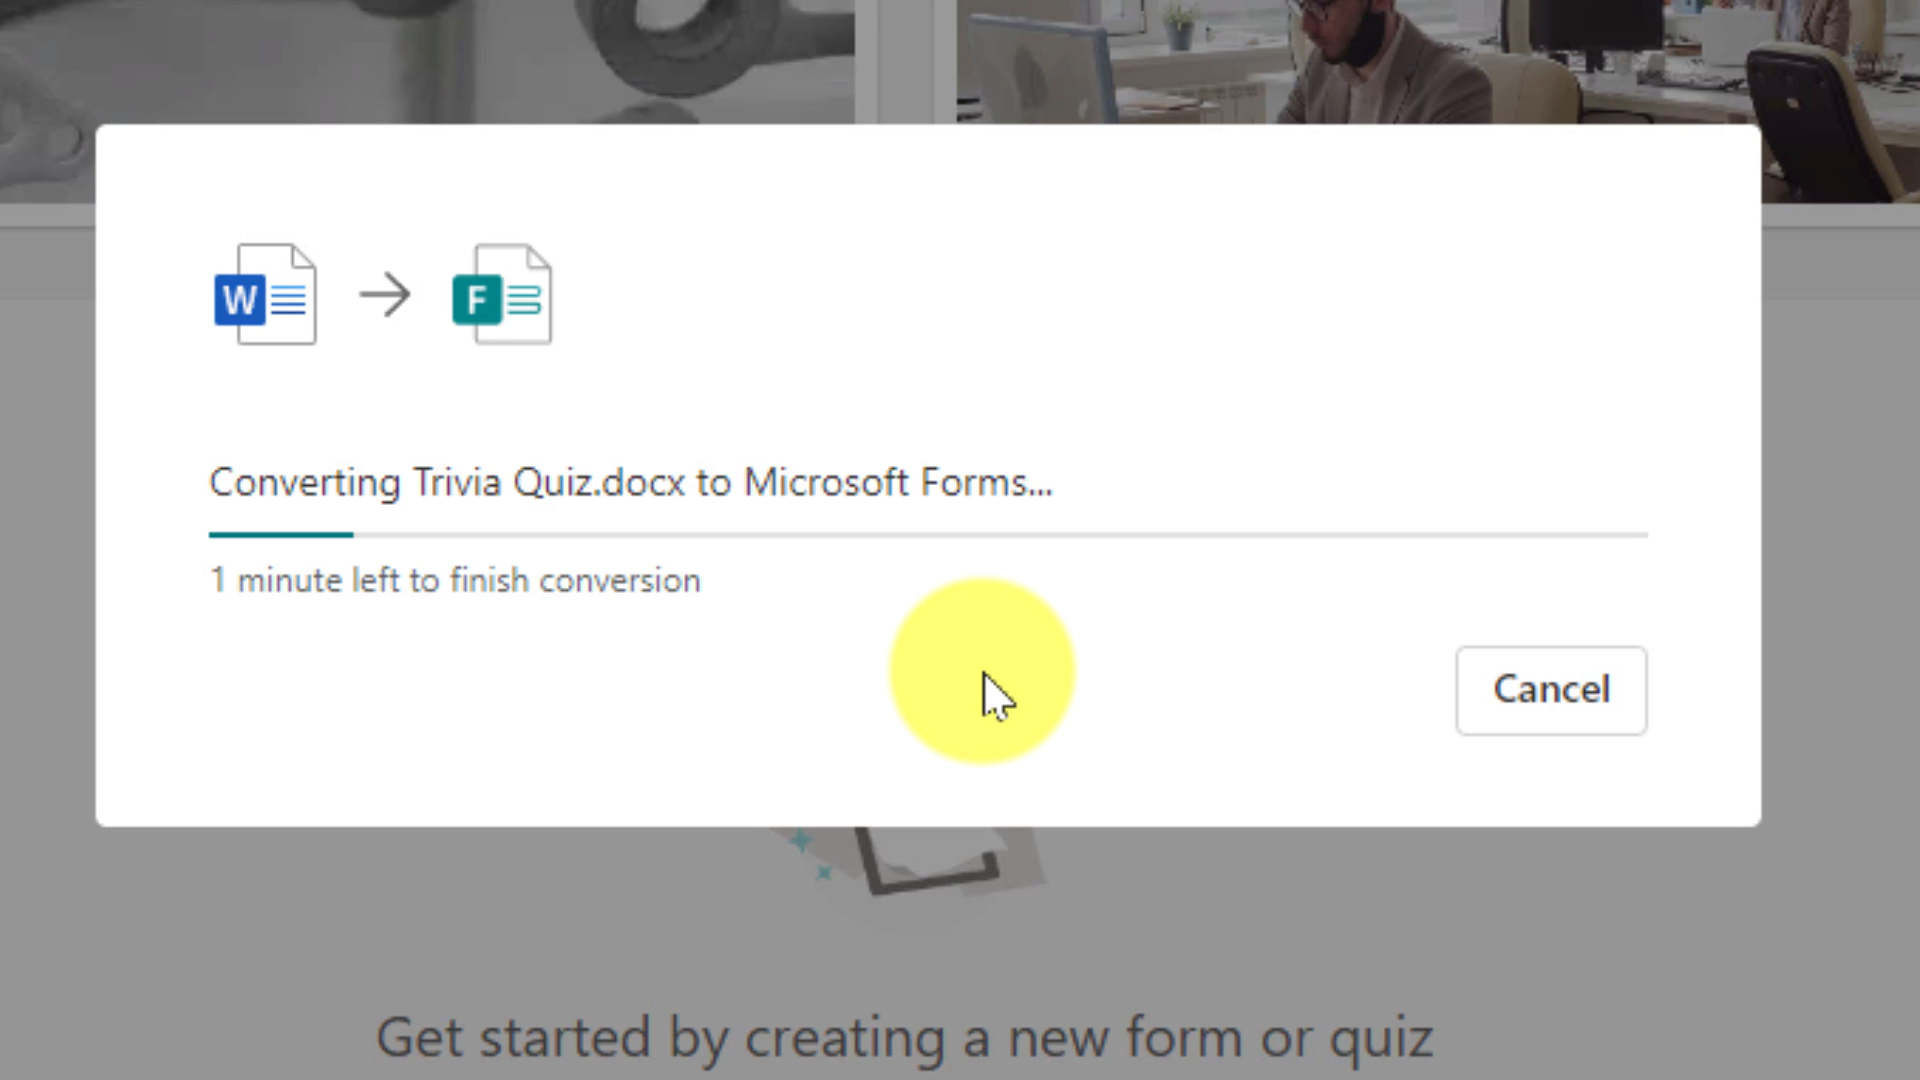 W F
Converting Trivia Quiz.docx to Microsoft Forms...
1 minute left to finish conversion
Cancel
Get started by creating a new form or quiz